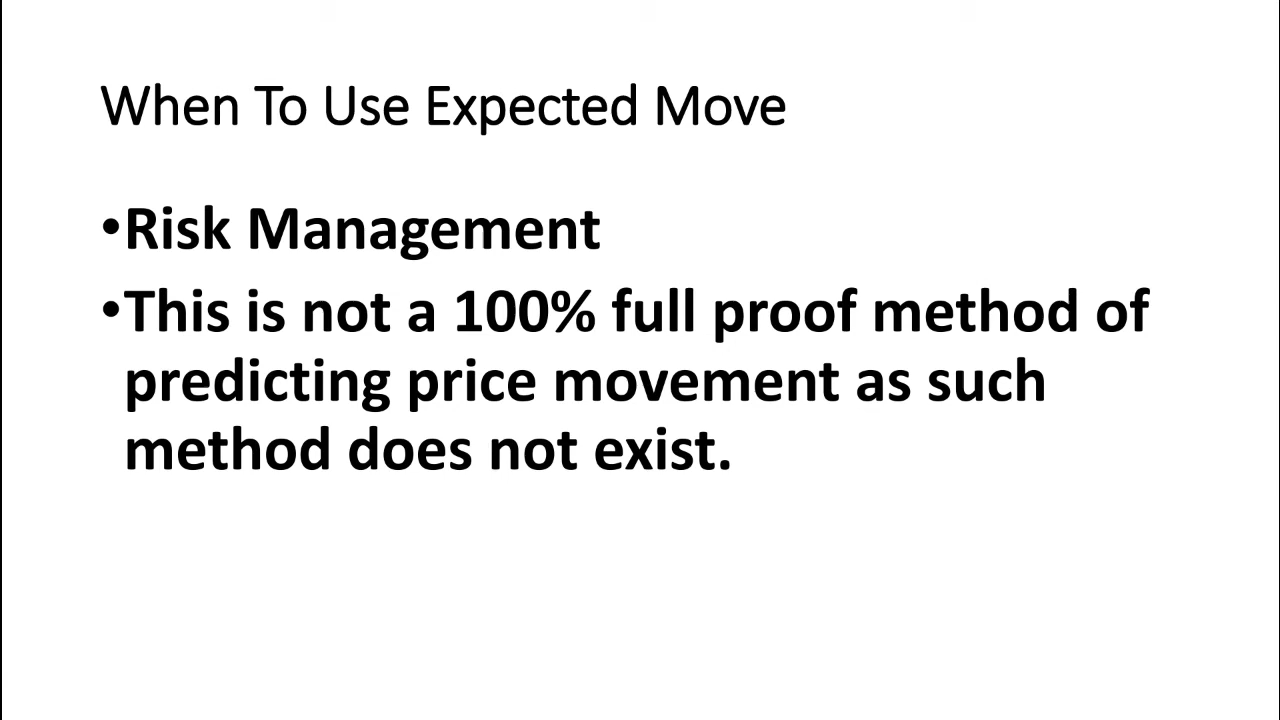 When To Use Expected Move
•Risk Management
•This is not a 100% full proof method of
predicting price movement as such
method does not exist.